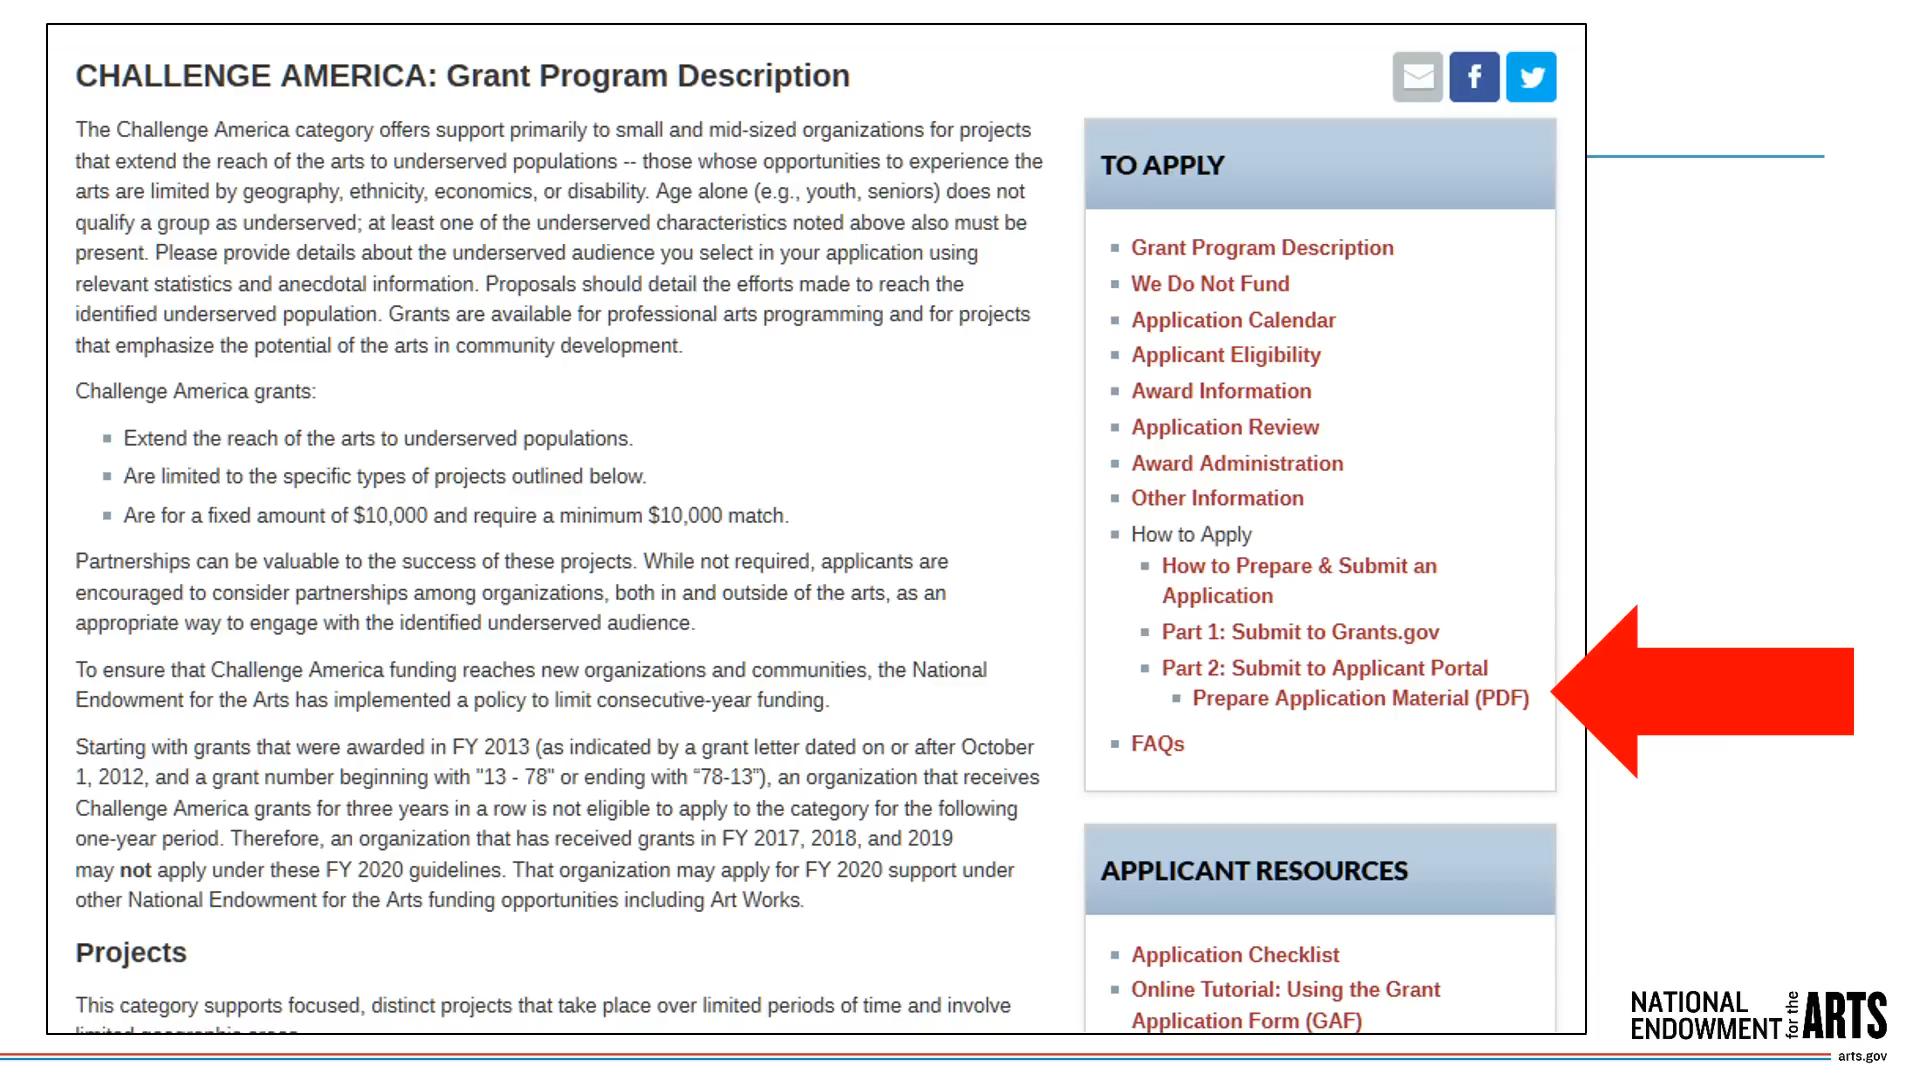 CHALLENGE AMERICA: Grant Program Description
The Challenge America category offers support primarily to small and mid-sized organizations for projects
that extend the reach of the arts to underserved populations -- those whose opportunities to experience the
arts are limited by geography, ethnicity, economics, or disability. Age alone (e.g., youth, seniors) does not
qualify a group as underserved; at least one of the underserved characteristics noted above also must be
present. Please provide details about the underserved audience you select in your application using
relevant statistics and anecdotal information. Proposals should detail the efforts made to reach the
identified underserved population. Grants are available for professional arts programming and for projects
that emphasize the potential of the arts in community development.
Challenge America grants:
Extend the reach of the arts to underserved populations.
Are limited to the specific types of projects outlined below.
Are for a fixed amount of $10,000 and require a minimum $10,000 match.
Partnerships can be valuable to the success of these projects. While not required, applicants are
encouraged to consider partnerships among organizations, both in and outside of the arts, as an
appropriate way to engage with the identified underserved audience.
To ensure that Challenge America funding reaches new organizations and communities, the National
Endowment for the Arts has implemented a policy to limit consecutive-year funding.
Starting with grants that were awarded in FY 2013 (as indicated by a grant letter dated on or after October
1, 2012, and a grant number beginning with "13 - 78" or ending with “78-13”), an organization that receives
Challenge America grants for three years in a row is not eligible to apply to the category for the following
one-year period. Therefore, an organization that has received grants in FY 2017, 2018, and 2019
may not apply under these FY 2020 guidelines. That organization may apply for FY 2020 support under
other National Endowment for the Arts funding opportunities including Art Works.
Projects
This category supports focused, distinct projects that take place over limited periods of time and involve
limited geographic areas.
TO APPLY
Grant Program Description
We Do Not Fund
Application Calendar
Applicant Eligibility
Award Information
Application Review
Award Administration
Other Information
How to Apply
How to Prepare & Submit an
Application
Part 1: Submit to Grants.gov
Part 2: Submit to Applicant Portal
Prepare Application Material (PDF)
FAQs
APPLICANT RESOURCES
Application Checklist
Online Tutorial: Using the Grant
Application Form (GAF)
NATIONAL
ENDOWMENT
for the
ARTS
arts.gov